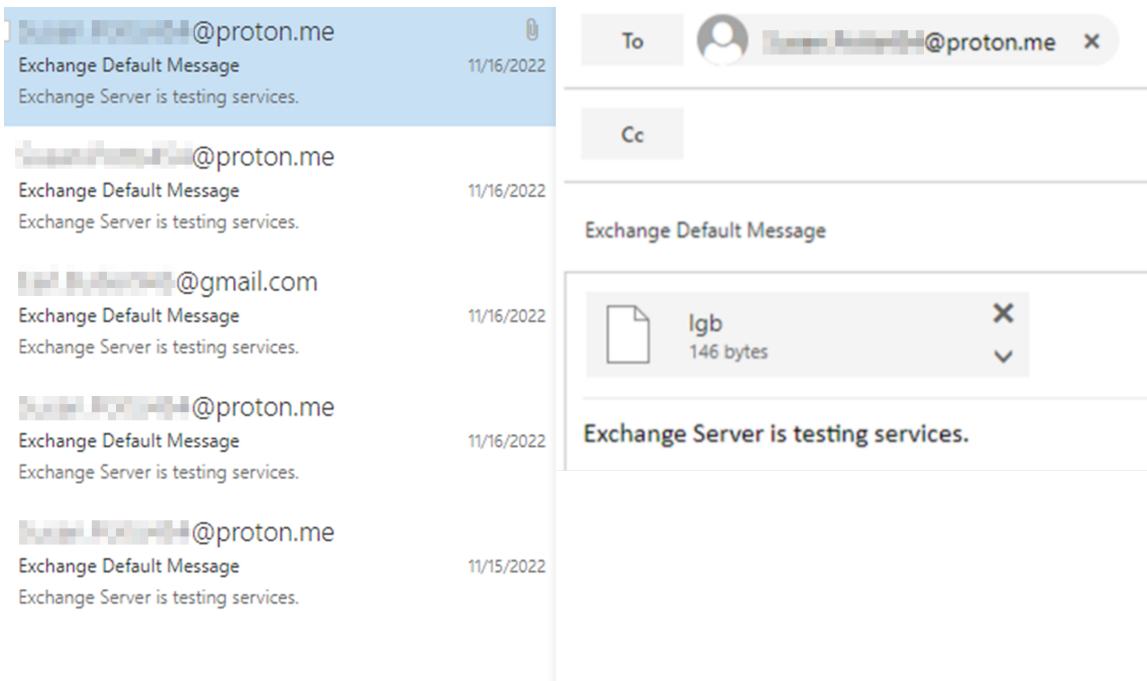 @proton.me
Exchange Default Message 11/16/2022
Exchange Server is testing services.
@proton.me
Exchange Default Message 11/16/2022
Exchange Server is testing services.
@gmail.com
Exchange Default Message 11/16/2022
Exchange Server is testing services.
@proton.me
Exchange Default Message 11/16/2022
Exchange Server is testing services.
@proton.me
Exchange Default Message 11/15/2022
Exchange Server is testing services.
To @proton.me
Cc
Exchange Default Message
lgb
146 bytes
Exchange Server is testing services.